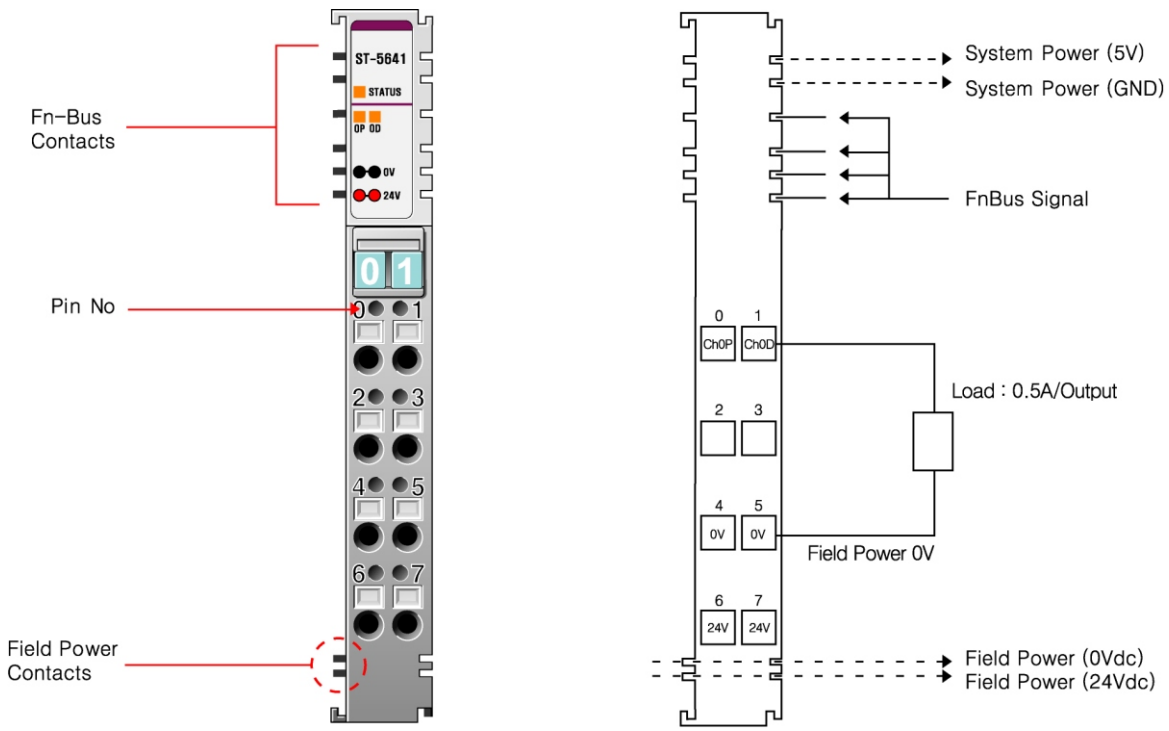 ST-5641
STATUS
OP OD
0V
24V
Fn-Bus
Contacts
01
Pin No
0 1
2 3
4 5
6 7
Field Power
Contacts
System Power (5V)
System Power (GND)
FnBus Signal
0 1
Ch0P Ch0D
Load : 0.5A/Output
2 3
4 5
0V 0V
Field Power 0V
6 7
24V 24V
Field Power (0Vdc)
Field Power (24Vdc)